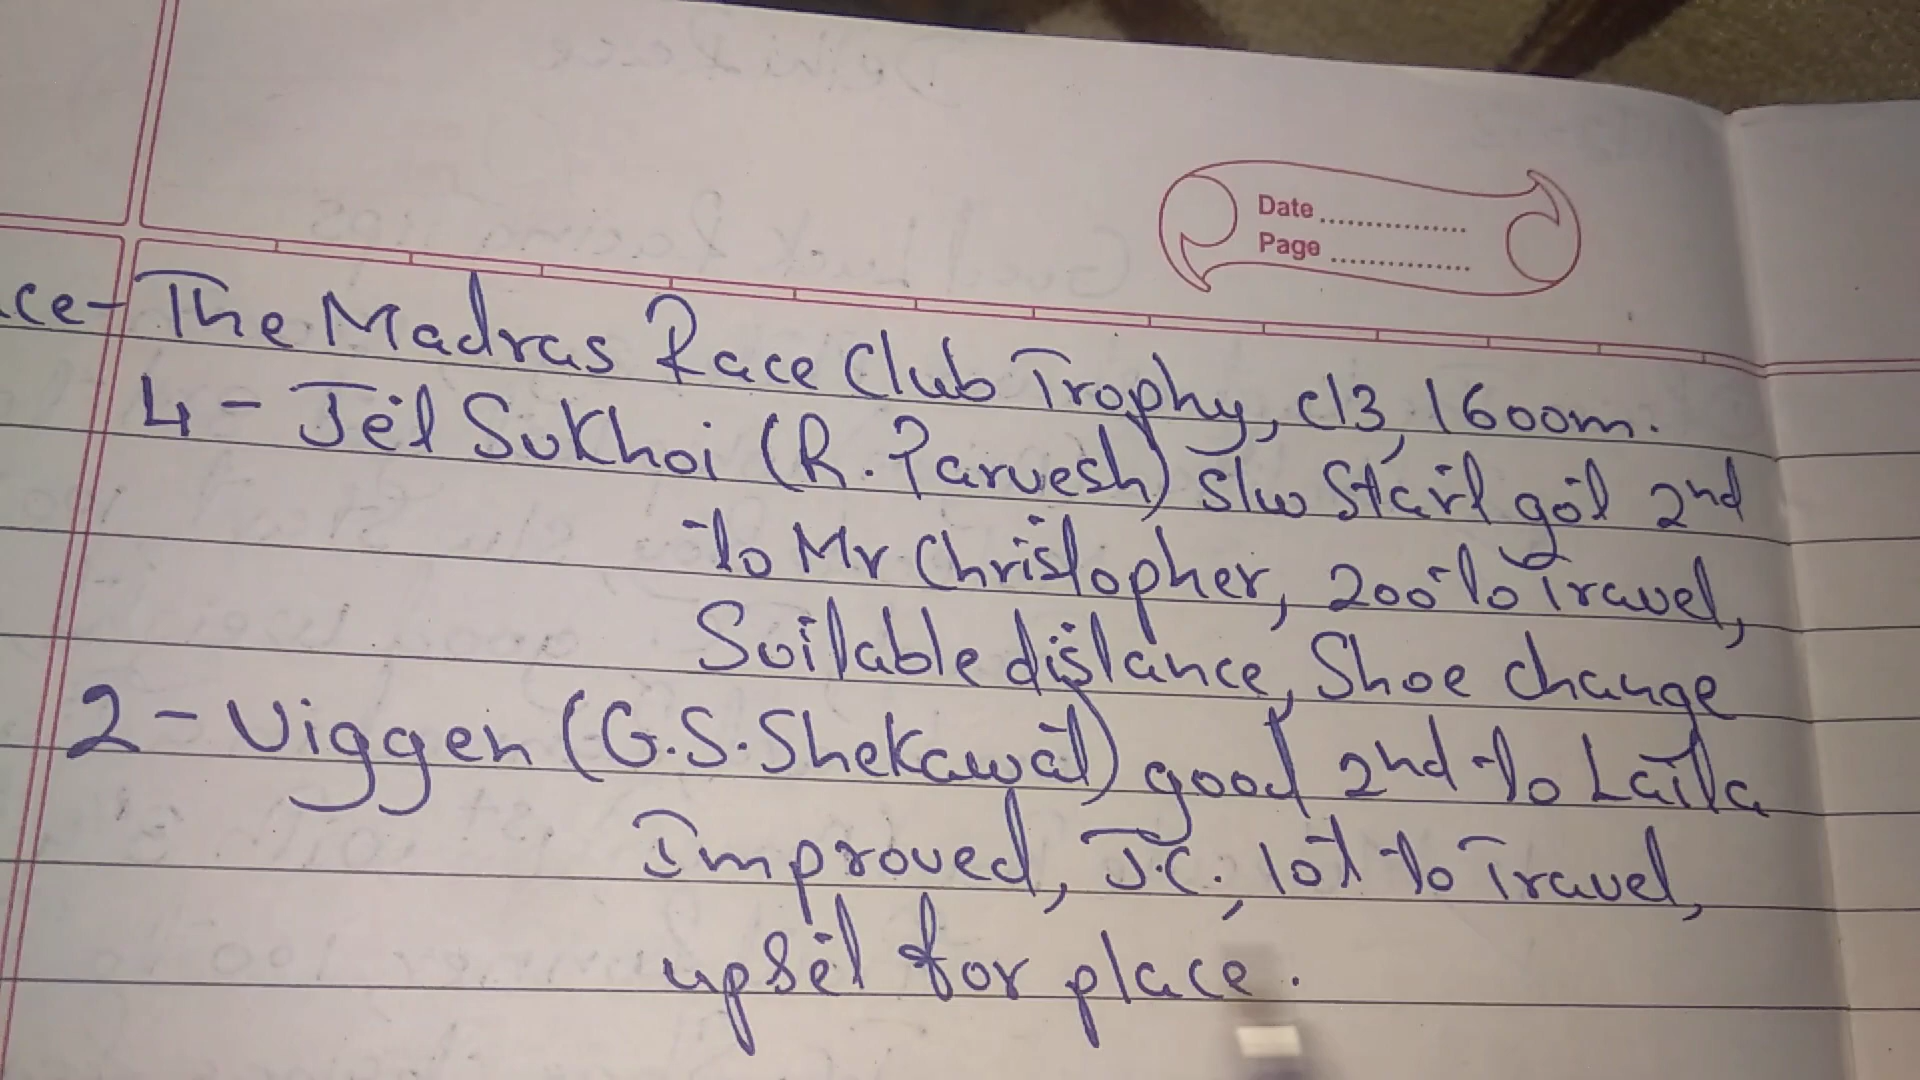 Date ..............
Page ..............
ce- The Madras Race Club Trophy, cl3, 1600m.
4 - Jet Sukhoi (R. Parvesh) slw Start got 2nd
to Mr Christopher, 200 to Travel,
Suitable distance, Shoe change
2 - Viggen (G.S. Shekawat) good 2nd to Laila
Improved, J.C., lot to Travel,
upset for place.